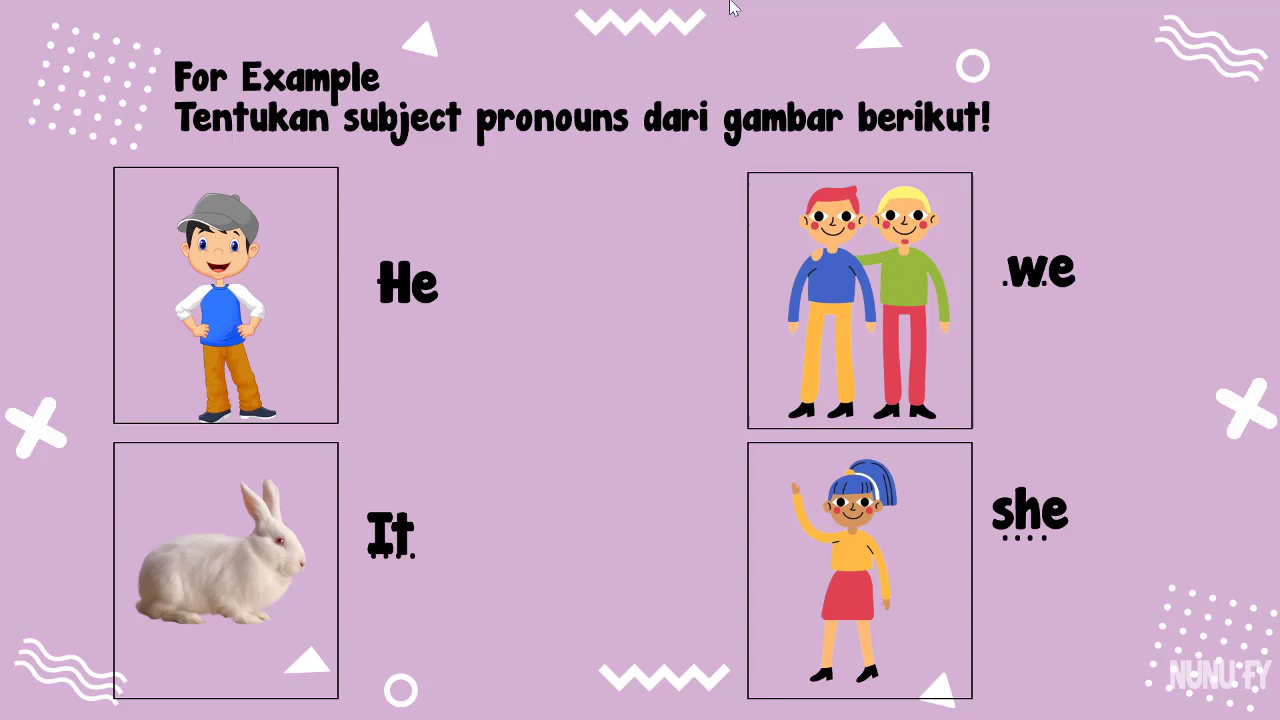 For Example
Tentukan subject pronouns dari gambar berikut!
He
.we
It
....
she
....
NUNU FY